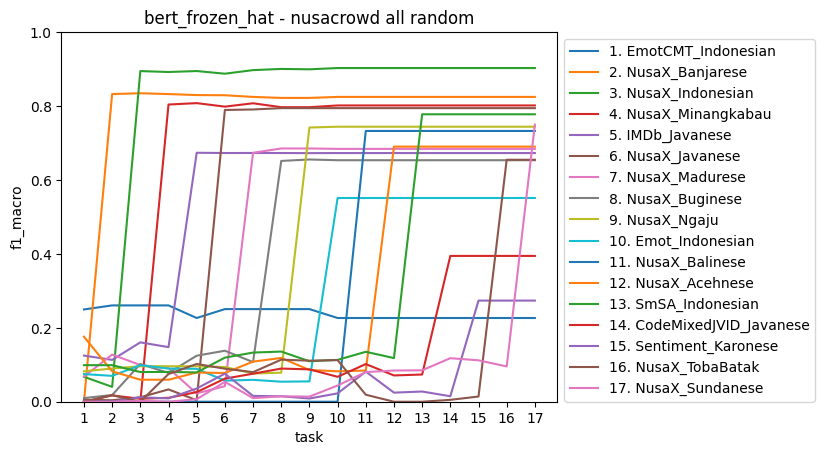 bert_frozen_hat - nusacrowd all random
1.0
0.8
0.6
0.4
0.2
0.0
f1_macro
1 2 3 4 5 6 7 8 9 10 11 12 13 14 15 16 17
task
1. EmotCMT_Indonesian
2. NusaX_Banjarese
3. NusaX_Indonesian
4. NusaX_Minangkabau
5. IMDb_Javanese
6. NusaX_Javanese
7. NusaX_Madurese
8. NusaX_Buginese
9. NusaX_Ngaju
10. Emot_Indonesian
11. NusaX_Balinese
12. NusaX_Acehnese
13. SmSA_Indonesian
14. CodeMixedJVID_Javanese
15. Sentiment_Karonese
16. NusaX_TobaBatak
17. NusaX_Sundanese